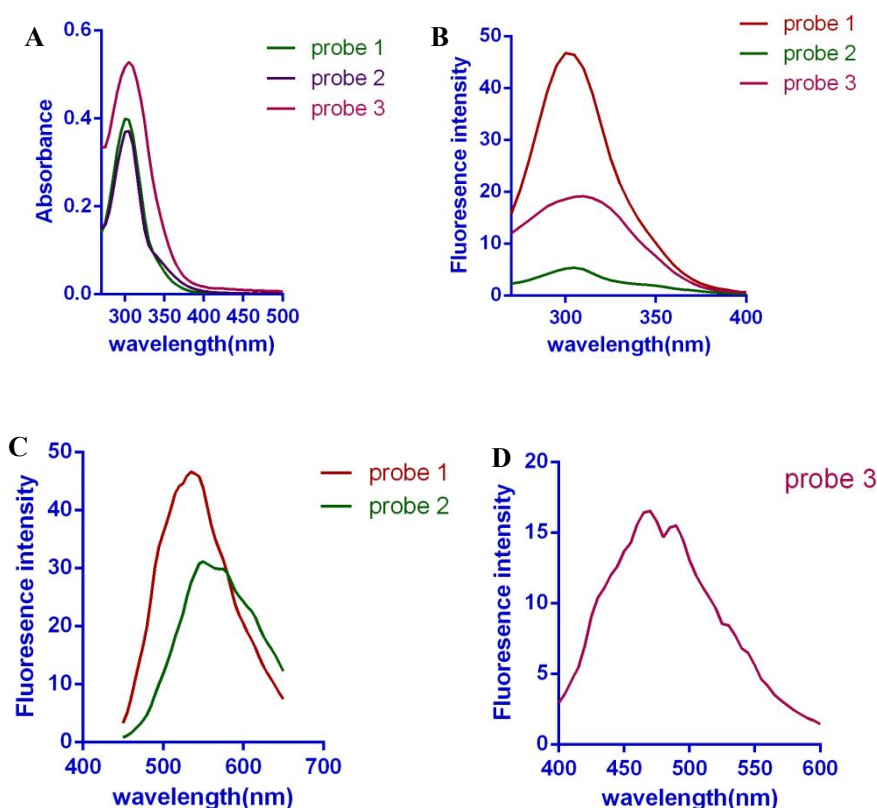 A
0.6
0.4
0.2
0.0
Absorbance
300 350 400 450 500
wavelength(nm)
probe 1
probe 2
probe 3
B
50
40
30
20
10
0
Fluoresence intensity
300 350 400
wavelength(nm)
probe 1
probe 2
probe 3
C
50
40
30
20
10
0
Fluoresence intensity
400 500 600 700
wavelength(nm)
probe 1
probe 2
D
20
15
10
5
0
Fluoresence intensity
400 450 500 550 600
wavelength(nm)
probe 3